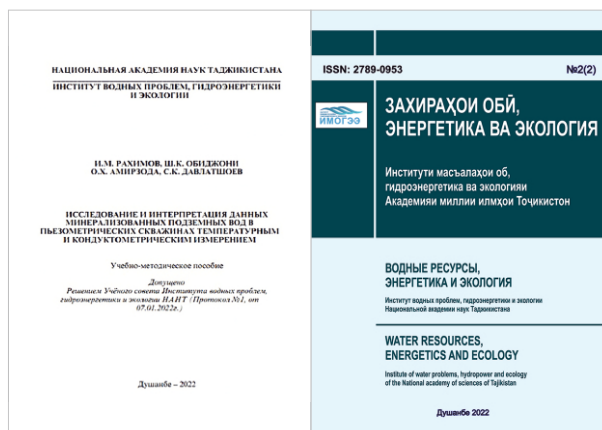 НАЦИОНАЛЬНАЯ АКАДЕМИЯ НАУК ТАДЖИКИСТАНА
ИНСТИТУТ ВОДНЫХ ПРОБЛЕМ, ГИДРОЭНЕРГЕТИКИ
И ЭКОЛОГИИ
И.М. РАХИМОВ, Ш.К. ОБИДЖОНИ
О.Х. АМИРЗОДА, С.К. ДАВЛАТШОЕВ
ИССЛЕДОВАНИЕ И ИНТЕРПРЕТАЦИЯ ДАННЫХ
МИНЕРАЛИЗОВАННЫХ ПОДЗЕМНЫХ ВОД В
ПЬЕЗОМЕТРИЧЕСКИХ СКВАЖИНАХ ТЕМПЕРАТУРНЫМ
И КОНДУКТОМЕТРИЧЕСКИМ ИЗМЕРЕНИЕМ
Учебно-методическое пособие
Допущено
Решением Учёного совета Института водных проблем,
гидроэнергетики и экологии НАНТ (Протокол №1, от
07.01.2022г.)
Душанбе – 2022
ISSN: 2789-0953 №2(2)
ИМОГЭЭ
ЗАХИРАҲОИ ОБӢ,
ЭНЕРГЕТИКА ВА ЭКОЛОГИЯ
Институти масъалаҳои об,
гидроэнергетика ва экологияи
Академияи миллии илмҳои Тоҷикистон
ВОДНЫЕ РЕСУРСЫ,
ЭНЕРГЕТИКА И ЭКОЛОГИЯ
Институт водных проблем, гидроэнергетики и экологии
Национальной академии наук Таджикистана
WATER RESOURCES,
ENERGETICS AND ECOLOGY
Institute of water problems, hydropower and ecology
of the National academy of sciences of Tajikistan
Душанбе 2022